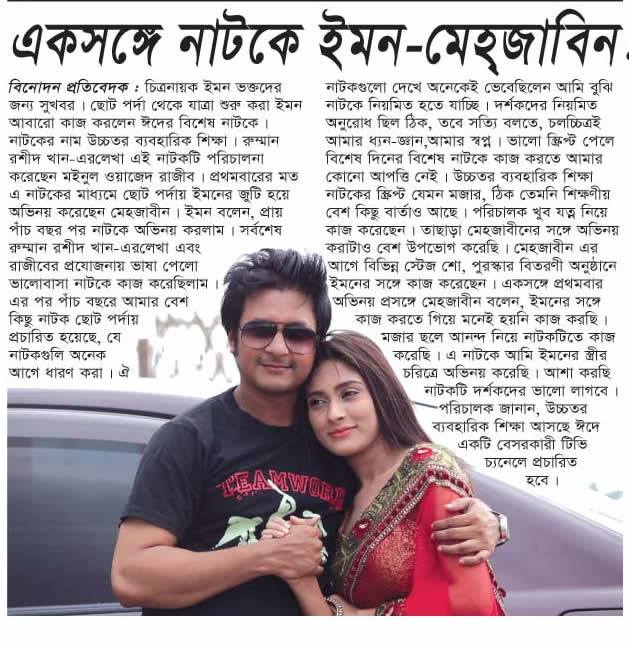 একসঙ্গে নাটকে ইমন-মেহ্জাবিন
বিনোদন প্রতিবেদক : চিত্রনায়ক ইমন ভক্তদের
জন্য সুখবর। ছোট পর্দা থেকে যাত্রা শুরু করা ইমন
আবারো কাজ করলেন ঈদের বিশেষ নাটকে।
নাটকের নাম উচ্চতর ব্যবহারিক শিক্ষা। রুম্মান
রশীদ খান-এরলেখা এই নাটকটি পরিচালনা
করেছেন মইনুল ওয়াজেদ রাজীব। প্রথমবারের মত
এ নাটকের মাধ্যমে ছোট পর্দায় ইমনের জুটি হয়ে
অভিনয় করেছেন মেহজাবীন। ইমন বলেন, প্রায়
পাঁচ বছর পর নাটকে অভিনয় করলাম। সর্বশেষ
রুম্মান রশীদ খান-এরলেখা এবং
রাজীবের প্রযোজনায় ভাষা পেলো
ভালোবাসা নাটকে কাজ করেছিলাম।
এর পর পাঁচ বছরে আমার বেশ
কিছু নাটক ছোট পর্দায়
প্রচারিত হয়েছে, যে
নাটকগুলি অনেক
আগে ধারণ করা। ঐ
নাটকগুলো দেখে অনেকেই ভেবেছিলেন আমি বুঝি
নাটকে নিয়মিত হতে যাচ্ছি। দর্শকদের নিয়মিত
অনুরোধ ছিল ঠিক, তবে সত্যি বলতে, চলচ্চিত্রই
আমার ধ্যন-জ্ঞান,আমার স্বপ্ন। ভালো স্ক্রিপ্ট পেলে
বিশেষ দিনের বিশেষ নাটকে কাজ করতে আমার
কোনো আপত্তি নেই। উচ্চতর ব্যবহারিক শিক্ষা
নাটকের স্ক্রিপ্ট যেমন মজার, ঠিক তেমনি শিক্ষণীয়
বেশ কিছু বার্তাও আছে। পরিচালক খুব যত্ন নিয়ে
কাজ করেছেন। তাছাড়া মেহজাবীনের সঙ্গে অভিনয়
করাটাও বেশ উপভোগ করেছি। মেহজাবীন এর
আগে বিভিন্ন স্টেজ শো, পুরস্কার বিতরণী অনুষ্ঠানে
ইমনের সঙ্গে কাজ করেছেন। একসঙ্গে প্রথমবার
অভিনয় প্রসঙ্গে মেহজাবীন বলেন, ইমনের সঙ্গে
কাজ করতে গিয়ে মনেই হয়নি কাজ করছি।
মজার ছলে আনন্দ নিয়ে নাটকটিতে কাজ
করেছি। এ নাটকে আমি ইমনের স্ত্রীর
চরিত্রে অভিনয় করেছি। আশা করছি
নাটকটি দর্শকদের ভালো লাগবে।
পরিচালক জানান, উচ্চতর
ব্যবহারিক শিক্ষা আসছে ঈদে
একটি বেসরকারী টিভি
চ্যনেলে প্রচারিত
হবে।
TEAMWORK